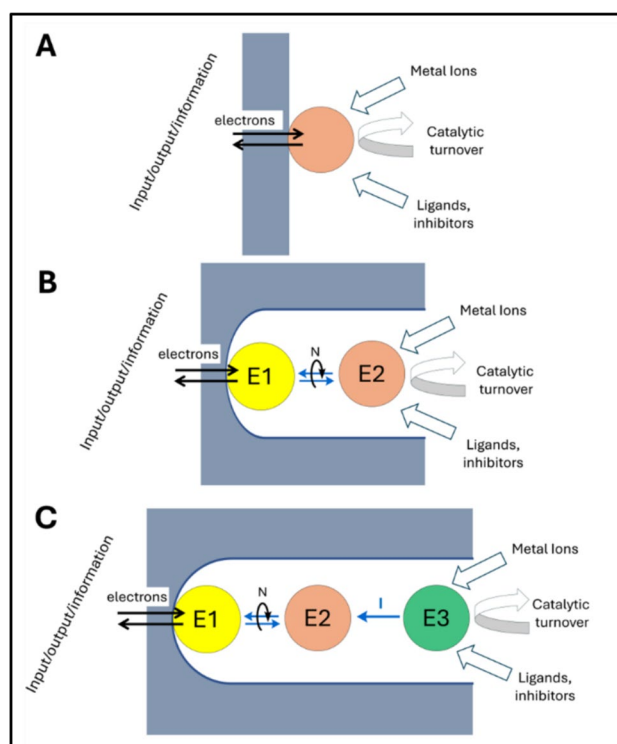 A
Input/output/information
electrons
Metal Ions
Catalytic
turnover
Ligands,
inhibitors
B
Input/output/information
electrons
E1
N
E2
Metal Ions
Catalytic
turnover
Ligands,
inhibitors
C
Input/output/information
electrons
E1
N
E2
I
E3
Metal Ions
Catalytic
turnover
Ligands,
inhibitors